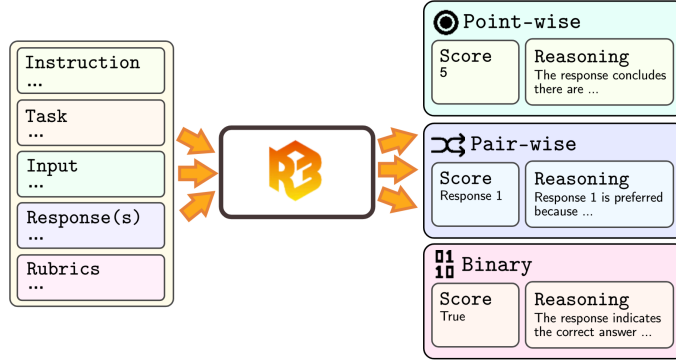 Instruction
...
Task
...
Input
...
Response(s)
...
Rubrics
...
R3
Point-wise
Score
5
Reasoning
The response concludes
there are ...
Pair-wise
Score
Response 1
Reasoning
Response 1 is preferred
because ...
01
10
Binary
Score
True
Reasoning
The response indicates
the correct answer ...